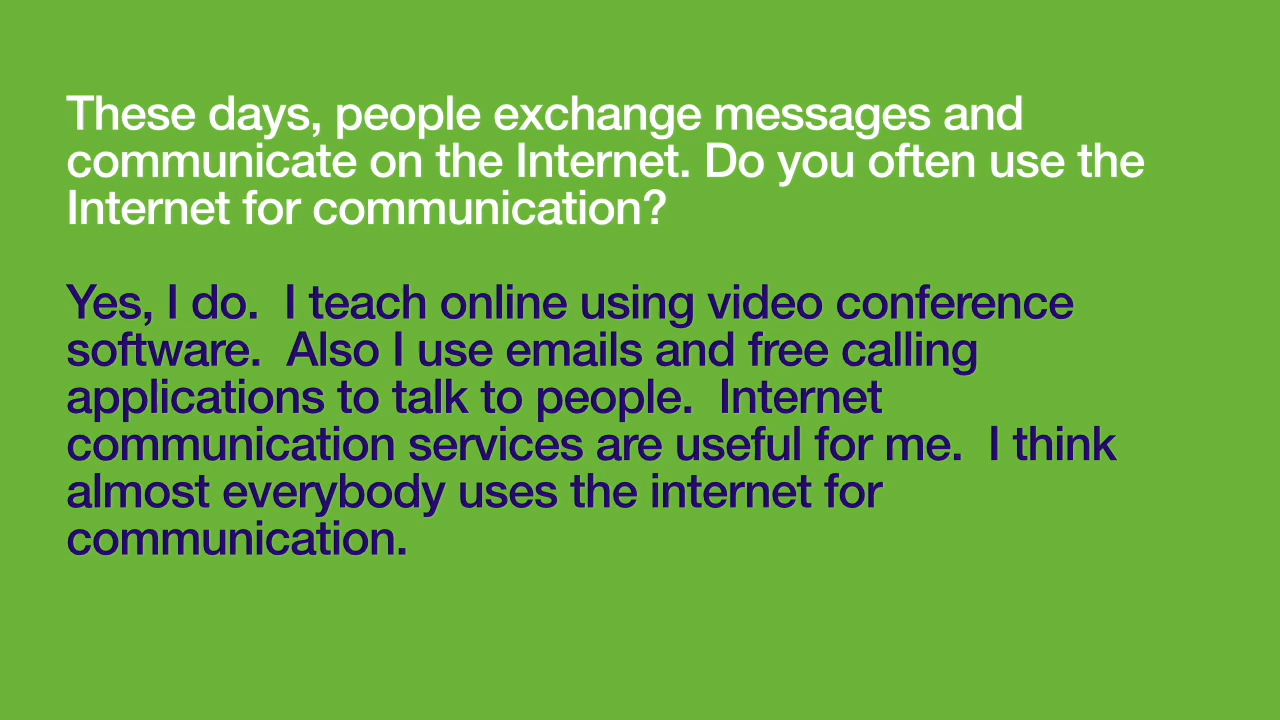 These days, people exchange messages and
communicate on the Internet. Do you often use the
Internet for communication?
Yes, I do.  I teach online using video conference
software.  Also I use emails and free calling
applications to talk to people.  Internet
communication services are useful for me.  I think
almost everybody uses the internet for
communication.